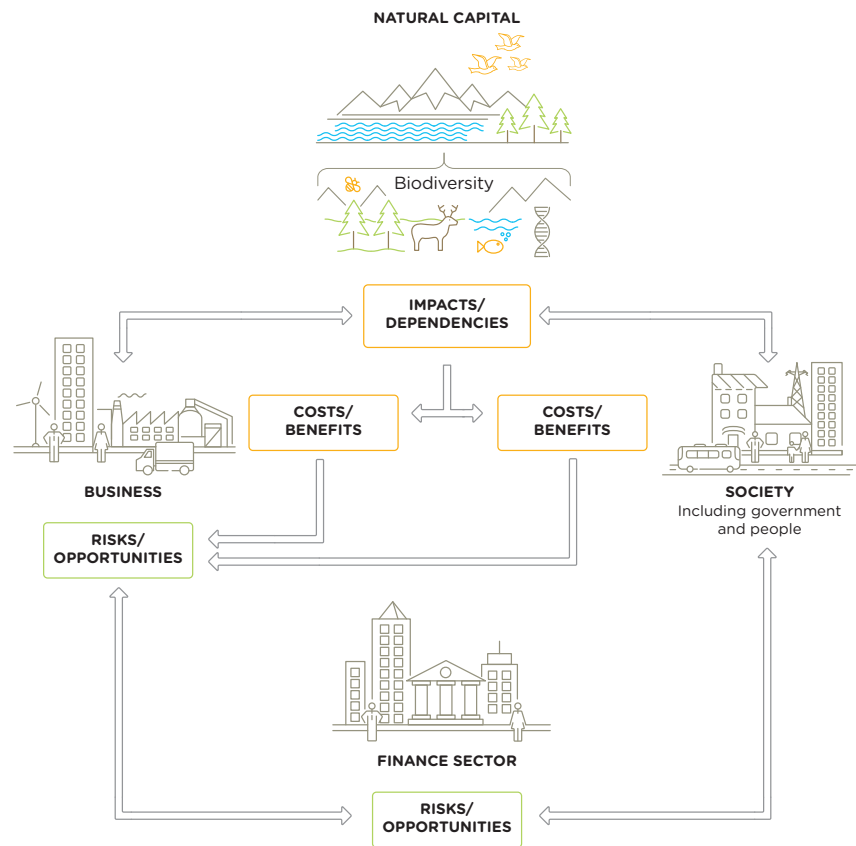 NATURAL CAPITAL
Biodiversity
IMPACTS/
DEPENDENCIES
COSTS/
BENEFITS
COSTS/
BENEFITS
BUSINESS
SOCIETY
Including government
and people
RISKS/
OPPORTUNITIES
FINANCE SECTOR
RISKS/
OPPORTUNITIES